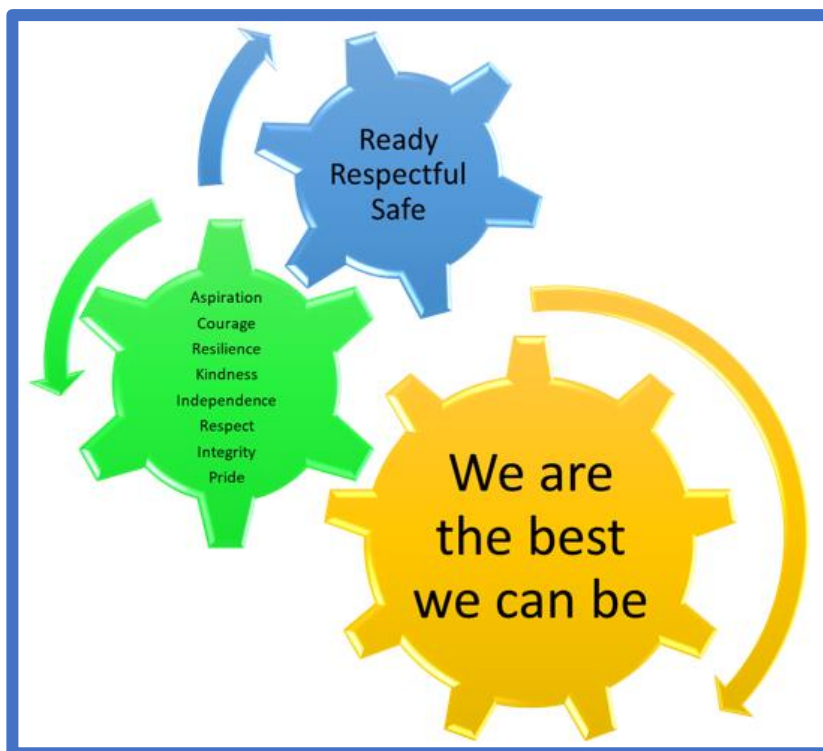 Ready
Respectful
Safe
Aspiration
Courage
Resilience
Kindness
Independence
Respect
Integrity
Pride
We are
the best
we can be